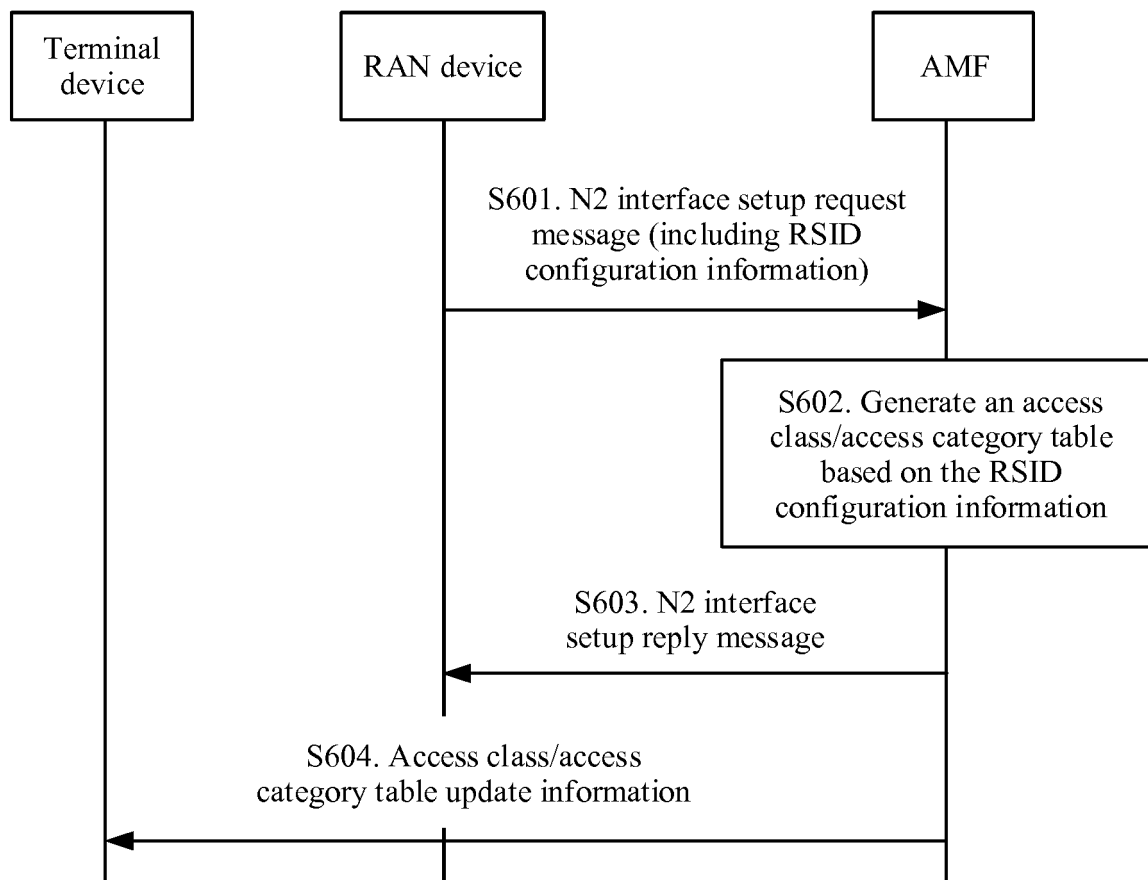 Terminal
device
RAN device
AMF
S601. N2 interface setup request
message (including RSID
configuration information)
S602. Generate an access
class/access category table
based on the RSID
configuration information
S603. N2 interface
setup reply message
S604. Access class/access
category table update information